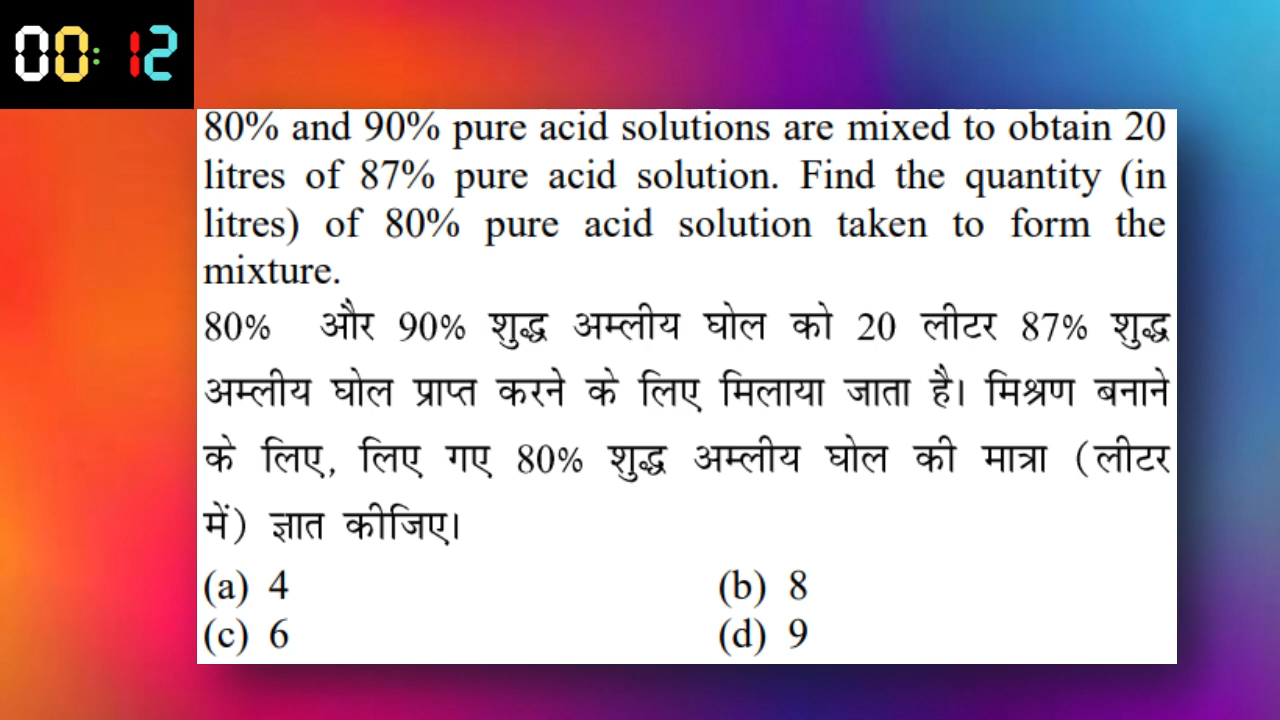 00:12
80% and 90% pure acid solutions are mixed to obtain 20
litres of 87% pure acid solution. Find the quantity (in
litres) of 80% pure acid solution taken to form the
mixture.
80% और 90% शुद्ध अम्लीय घोल को 20 लीटर 87% शुद्ध
अम्लीय घोल प्राप्त करने के लिए मिलाया जाता है। मिश्रण बनाने
के लिए, लिए गए 80% शुद्ध अम्लीय घोल की मात्रा (लीटर
में) ज्ञात कीजिए।
(a) 4 (b) 8
(c) 6 (d) 9